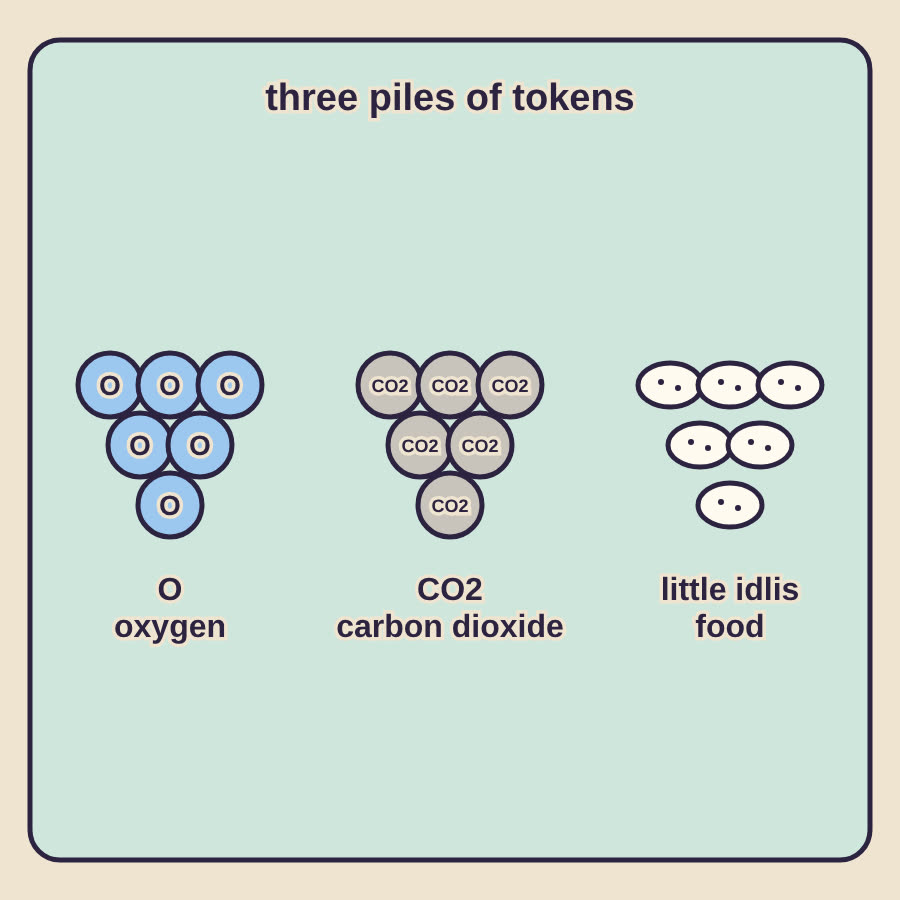 three piles of tokens
O O O
CO2 CO2 CO2
O O
CO2 CO2
O
CO2
O
oxygen
CO2
carbon dioxide
little idlis
food